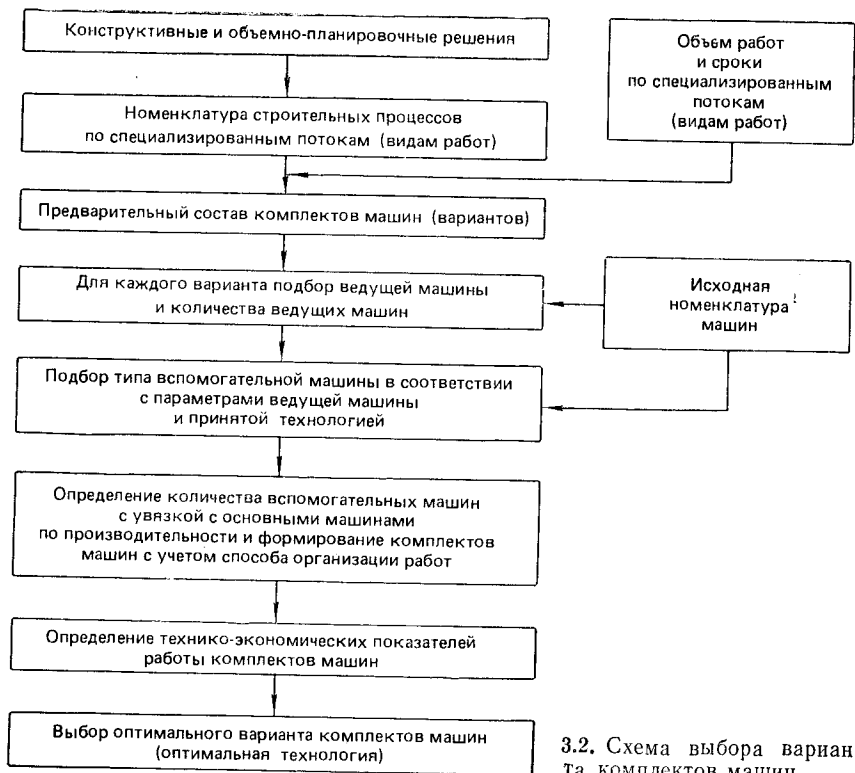 Конструктивные и объемно-планировочные решения
Объем работ
и сроки
по специализированным
потокам
(видам работ)
Номенклатура строительных процессов
по специализированным потокам (видам работ)
Предварительный состав комплектов машин (вариантов)
Для каждого варианта подбор ведущей машины
и количества ведущих машин
Исходная
номенклатура
машин
Подбор типа вспомогательной машины в соответствии
с параметрами ведущей машины
и принятой технологией
Определение количества вспомогательных машин
с увязкой с основными машинами
по производительности и формирование комплектов
машин с учетом способа организации работ
Определение технико-экономических показателей
работы комплектов машин
Выбор оптимального варианта комплектов машин
(оптимальная технология)
3.2. Схема выбора вариан
та комплектов машин